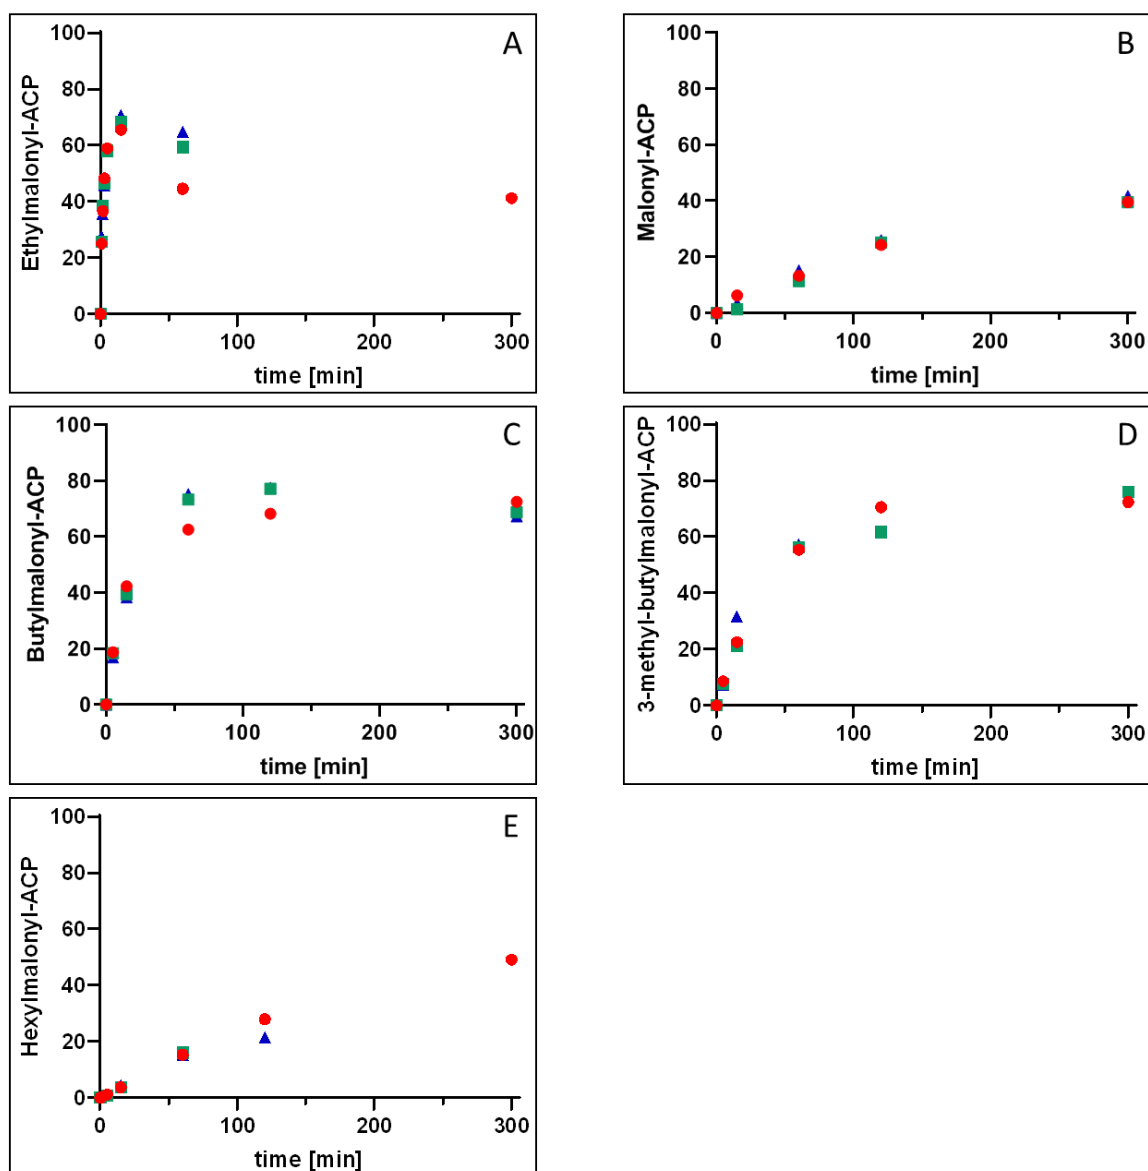 A
Ethylmalonyl-ACP
100
80
60
40
20
0
0 100 200 300
time [min]
B
Malonyl-ACP
100
80
60
40
20
0
0 100 200 300
time [min]
C
Butylmalonyl-ACP
100
80
60
40
20
0
0 100 200 300
time [min]
D
3-methyl-butylmalonyl-ACP
100
80
60
40
20
0
0 100 200 300
time [min]
E
Hexylmalonyl-ACP
100
80
60
40
20
0
0 100 200 300
time [min]